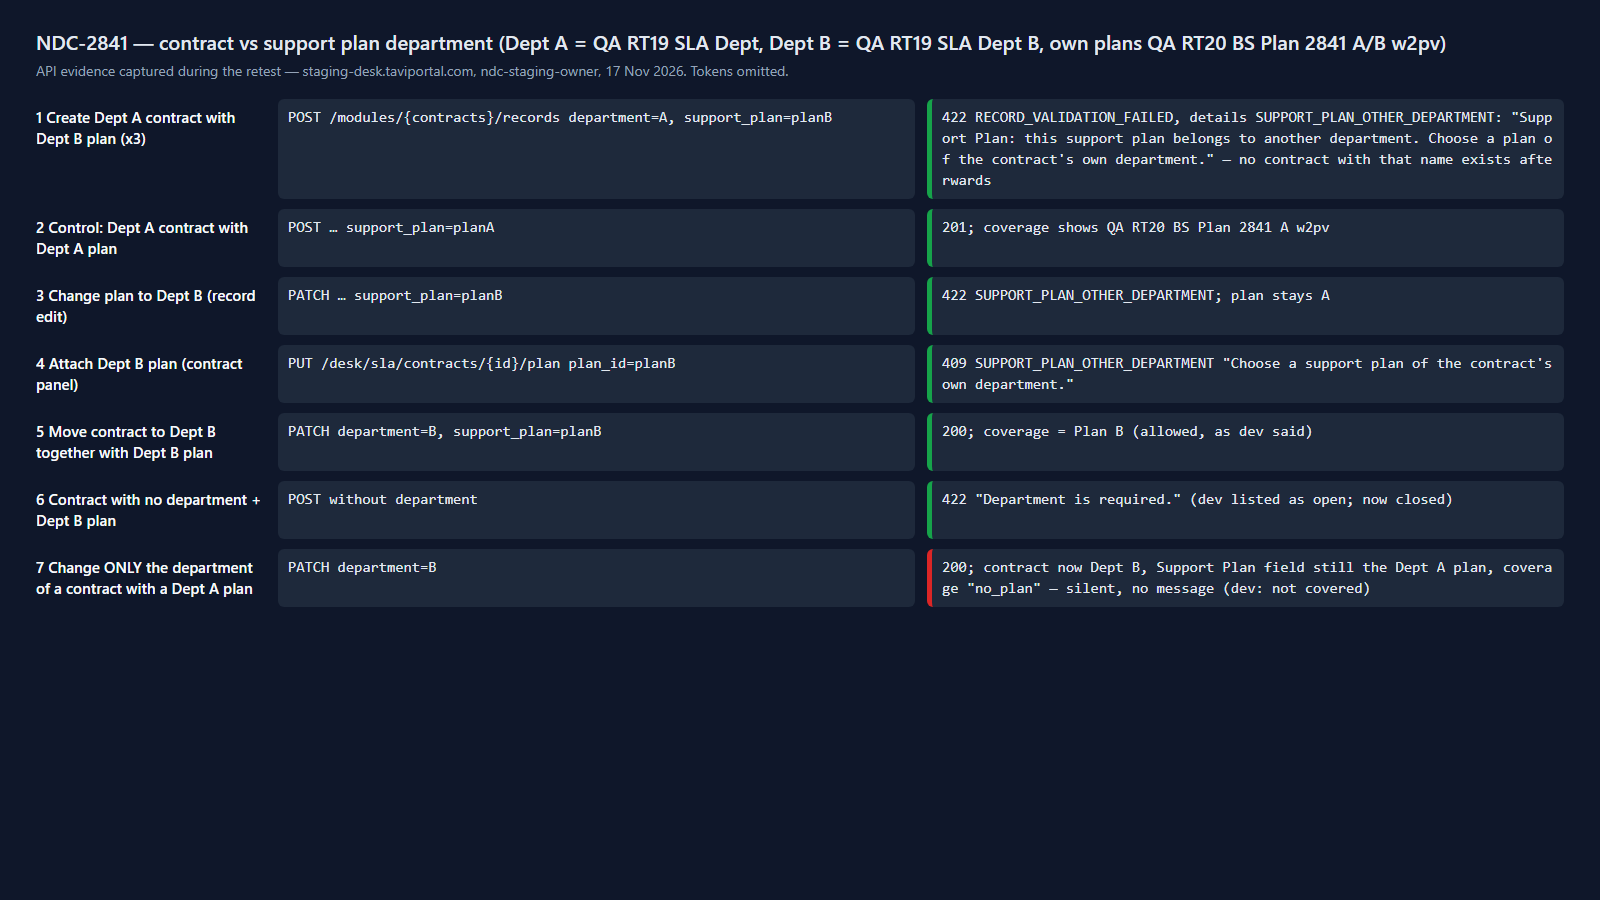 NDC-2841 — contract vs support plan department (Dept A = QA RT19 SLA Dept, Dept B = QA RT19 SLA Dept B, own plans QA RT20 BS Plan 2841 A/B w2pv)
API evidence captured during the retest — staging-desk.taviportal.com, ndc-staging-owner, 17 Nov 2026. Tokens omitted.
1 Create Dept A contract with
Dept B plan (x3)
POST /modules/{contracts}/records department=A, support_plan=planB
422 RECORD_VALIDATION_FAILED, details SUPPORT_PLAN_OTHER_DEPARTMENT: "Supp
ort Plan: this support plan belongs to another department. Choose a plan o
f the contract's own department." — no contract with that name exists afte
rwards
2 Control: Dept A contract with
Dept A plan
POST … support_plan=planA
201; coverage shows QA RT20 BS Plan 2841 A w2pv
3 Change plan to Dept B (record
edit)
PATCH … support_plan=planB
422 SUPPORT_PLAN_OTHER_DEPARTMENT; plan stays A
4 Attach Dept B plan (contract
panel)
PUT /desk/sla/contracts/{id}/plan plan_id=planB
409 SUPPORT_PLAN_OTHER_DEPARTMENT "Choose a support plan of the contract's
own department."
5 Move contract to Dept B
together with Dept B plan
PATCH department=B, support_plan=planB
200; coverage = Plan B (allowed, as dev said)
6 Contract with no department +
Dept B plan
POST without department
422 "Department is required." (dev listed as open; now closed)
7 Change ONLY the department
of a contract with a Dept A plan
PATCH department=B
200; contract now Dept B, Support Plan field still the Dept A plan, covera
ge "no_plan" — silent, no message (dev: not covered)